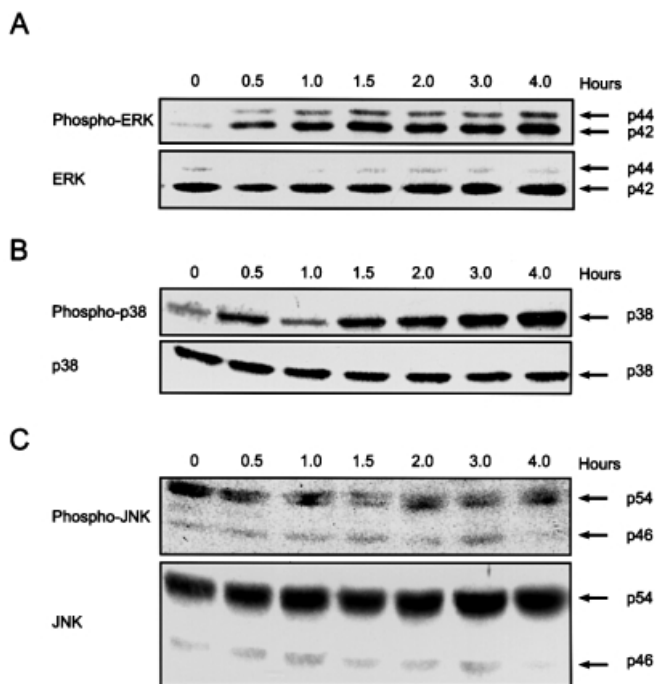 A
0 0.5 1.0 1.5 2.0 3.0 4.0 Hours
Phospho-ERK p44
p42
ERK p44
p42
B
0 0.5 1.0 1.5 2.0 3.0 4.0 Hours
Phospho-p38 p38
p38 p38
C
0 0.5 1.0 1.5 2.0 3.0 4.0 Hours
Phospho-JNK p54
p46
JNK p54
p46